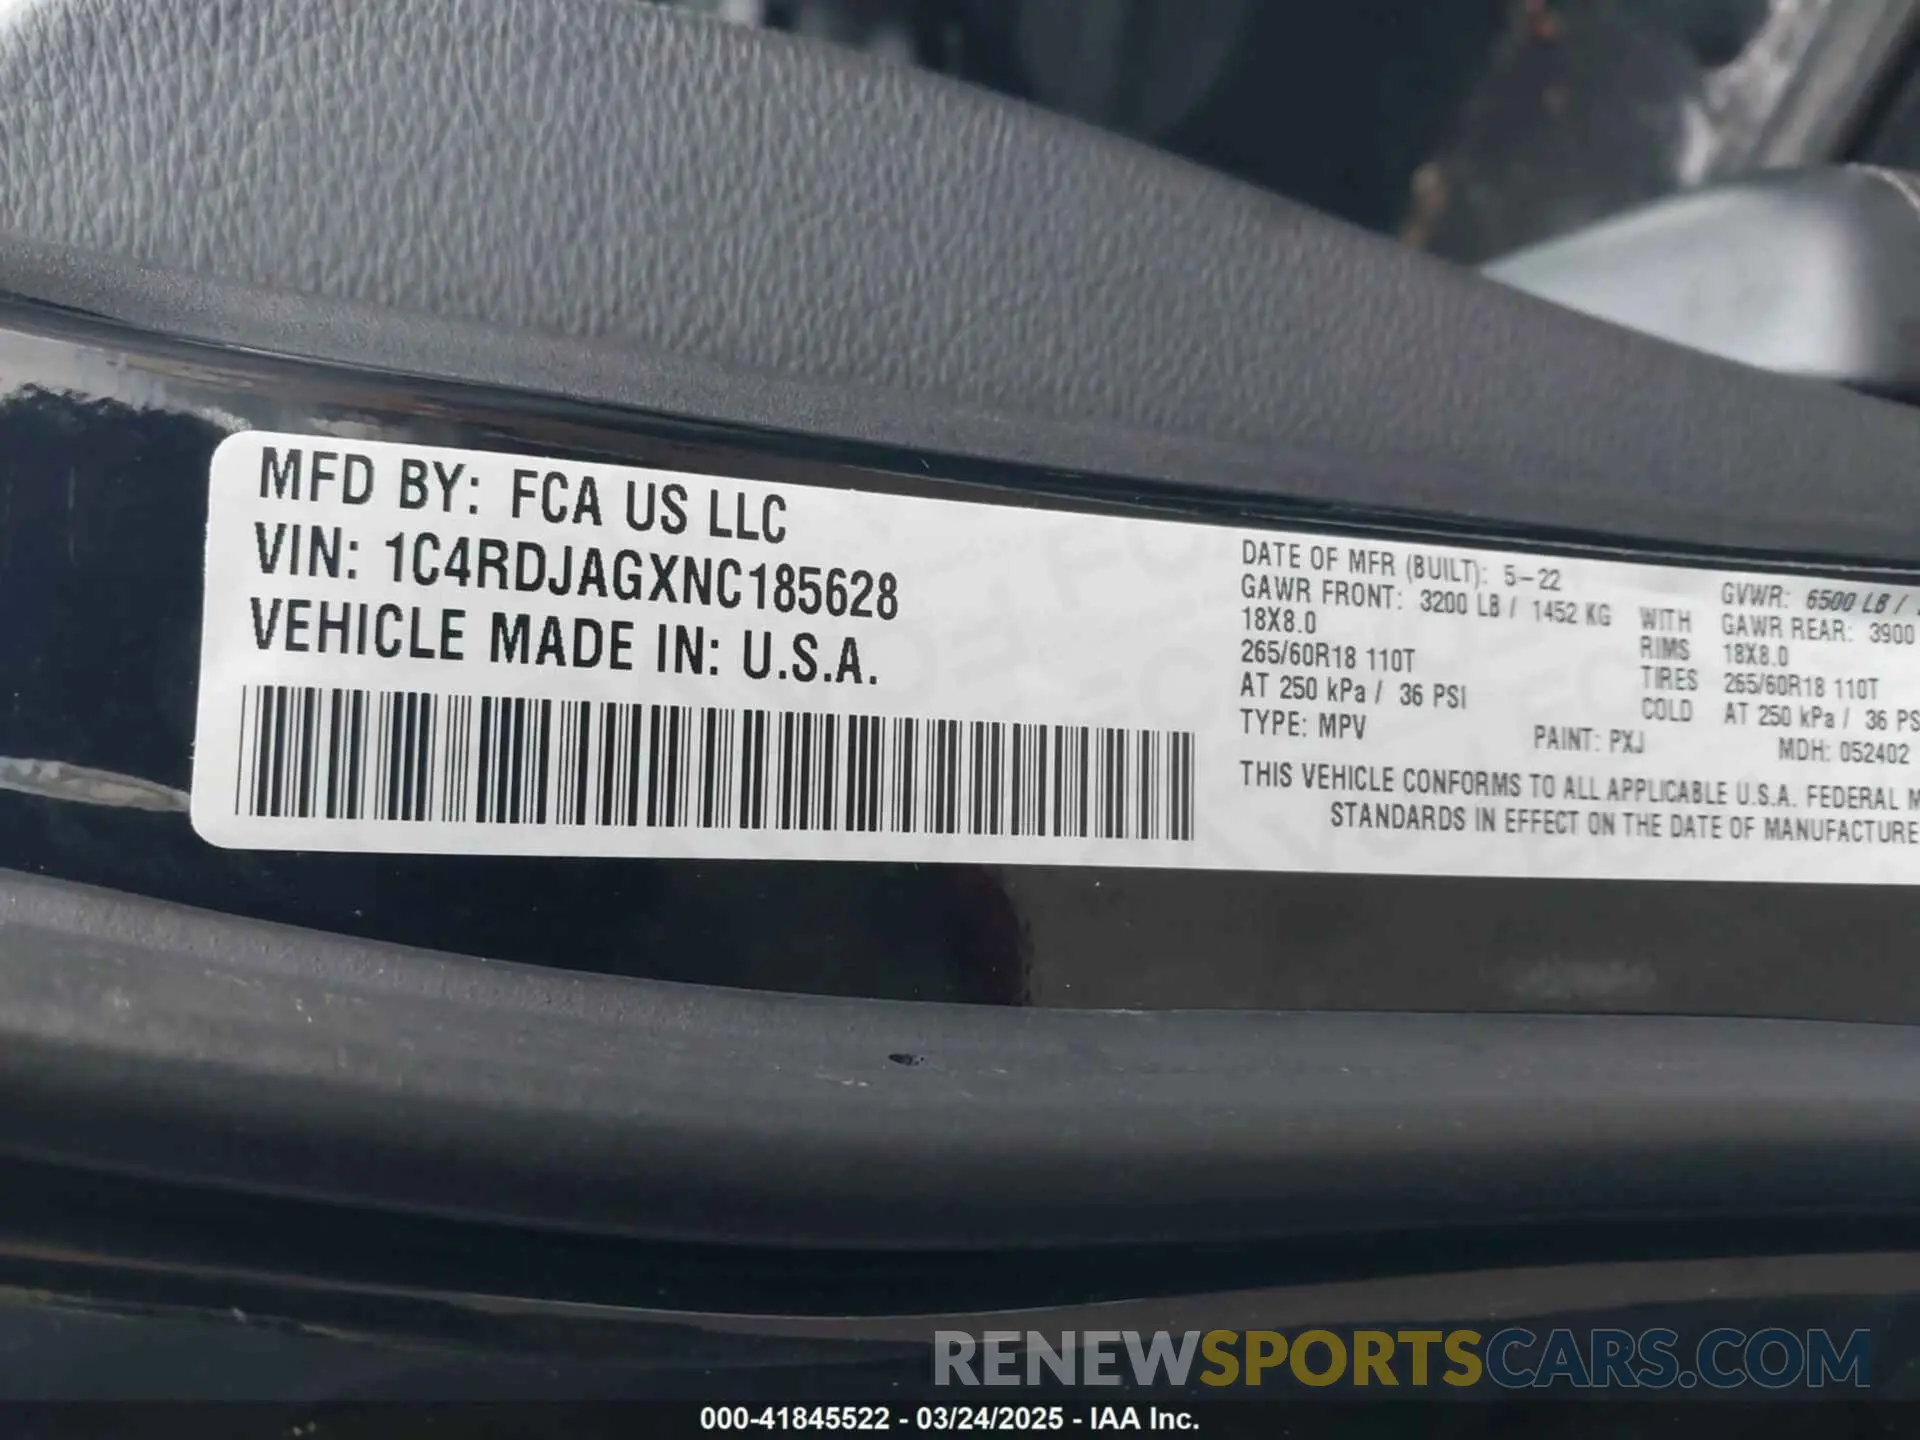 MFD BY: FCA US LLC
VIN: 1C4RDJAGXNC185628
VEHICLE MADE IN: U.S.A.
DATE OF MFR (BUILT): 5-22 GVWR: 6500 LB /
GAWR FRONT: 3200 LB / 1452 KG WITH GAWR REAR: 3900
18X8.0 RIMS 18X8.0
265/60R18 110T TIRES 265/60R18 110T
AT 250 kPa / 36 PSI COLD AT 250 kPa / 36 PS
TYPE: MPV PAINT: PXJ MDH: 052402
THIS VEHICLE CONFORMS TO ALL APPLICABLE U.S.A. FEDERAL M
STANDARDS IN EFFECT ON THE DATE OF MANUFACTURE
RENEWSPORTSCARS.COM
000-41845522 - 03/24/2025 - IAA Inc.